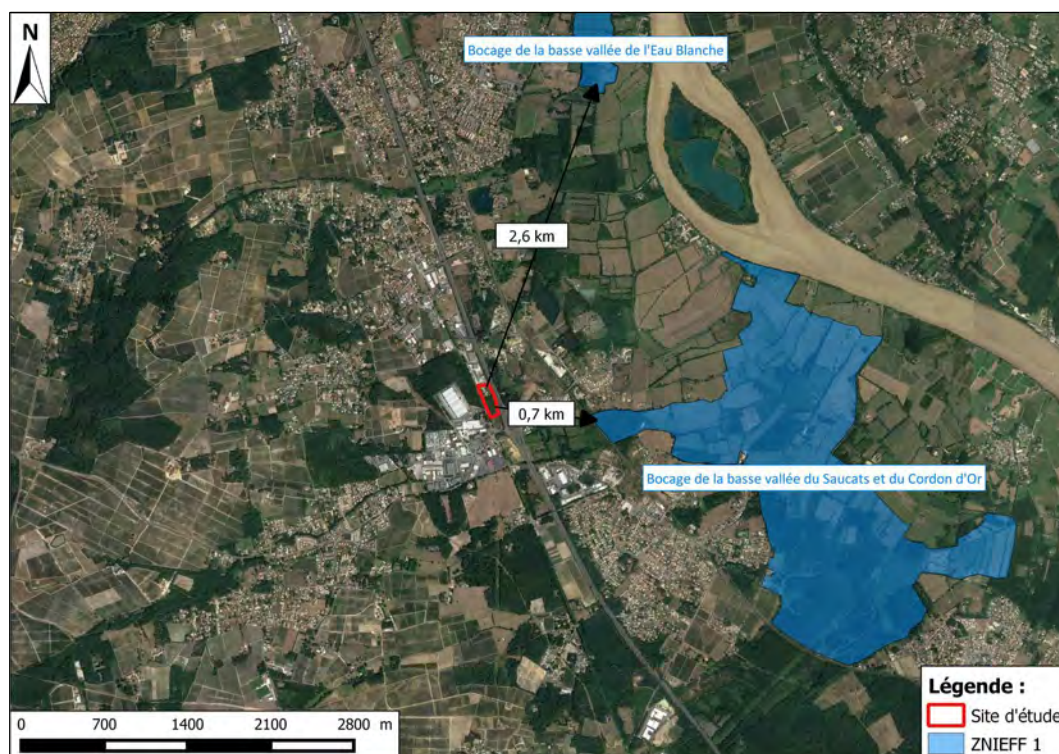 N
Bocage de la basse vallée de l'Eau Blanche
2,6 km
0,7 km
Bocage de la basse vallée du Saucats et du Cordon d'Or
Légende :
Site d'étude
ZNIEFF 1
0 700 1400 2100 2800 m